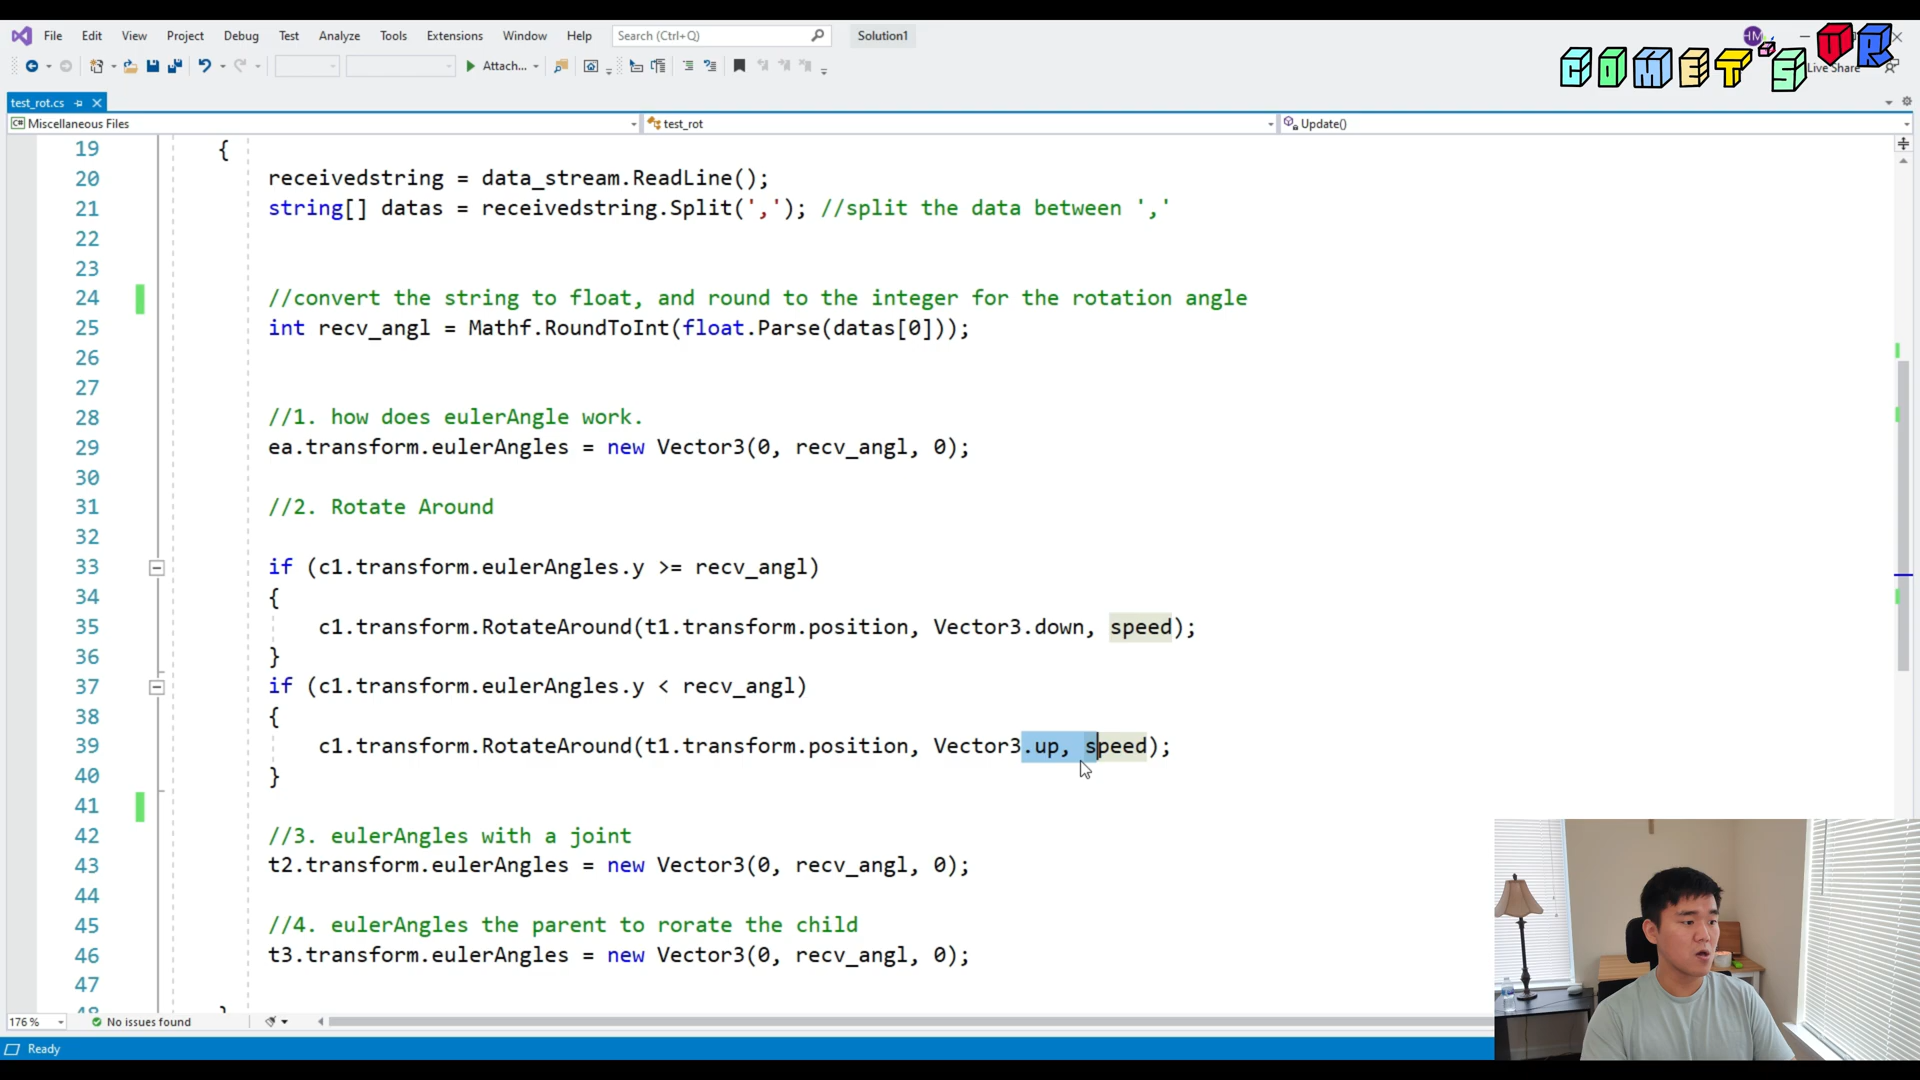 File Edit View Project Debug Test Analyze Tools Extensions Window Help Search (Ctrl+Q) Solution1
HM
COMET'S VR
Attach...
Live Share
test_rot.cs
Miscellaneous Files test_rot Update()
19 {
20 receivedstring = data_stream.ReadLine();
21 string[] datas = receivedstring.Split(','); //split the data between ','
22
23
24 //convert the string to float, and round to the integer for the rotation angle
25 int recv_angl = Mathf.RoundToInt(float.Parse(datas[0]));
26
27
28 //1. how does eulerAngle work.
29 ea.transform.eulerAngles = new Vector3(0, recv_angl, 0);
30
31 //2. Rotate Around
32
33 if (c1.transform.eulerAngles.y >= recv_angl)
34 {
35 c1.transform.RotateAround(t1.transform.position, Vector3.down, speed);
36 }
37 if (c1.transform.eulerAngles.y < recv_angl)
38 {
39 c1.transform.RotateAround(t1.transform.position, Vector3.up, speed);
40 }
41
42 //3. eulerAngles with a joint
43 t2.transform.eulerAngles = new Vector3(0, recv_angl, 0);
44
45 //4. eulerAngles the parent to rorate the child
46 t3.transform.eulerAngles = new Vector3(0, recv_angl, 0);
47
48 }
176 % No issues found
Ready